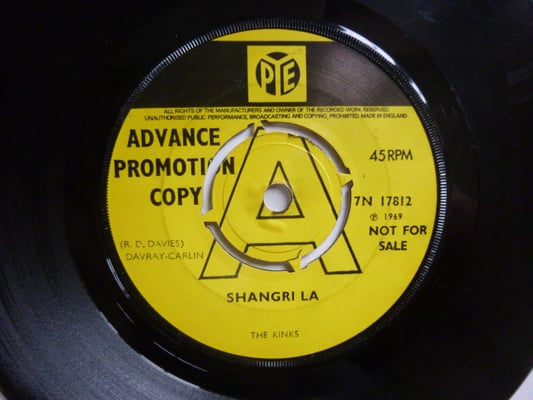 PYE
ALL RIGHTS OF THE MANUFACTURERS AND OWNER OF THE RECORDED WORK RESERVED
UNAUTHORISED PUBLIC PERFORMANCE, BROADCASTING AND COPYING, PROHIBITED. MADE IN ENGLAND
ADVANCE
PROMOTION
COPY
A
45 RPM
7N 17812
℗ 1969
NOT FOR
SALE
(R. D. DAVIES)
DAVRAY-CARLIN
SHANGRI LA
THE KINKS